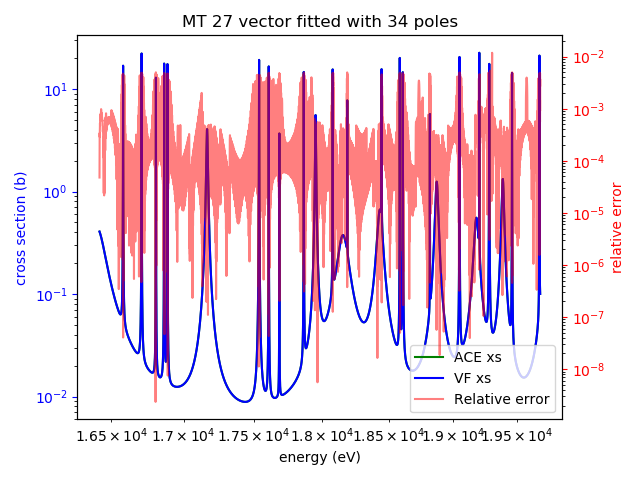 MT 27 vector fitted with 34 poles
cross section (b)
10¹
10⁰
10⁻¹
10⁻²
10⁻²
10⁻³
10⁻⁴
10⁻⁵
10⁻⁶
10⁻⁷
10⁻⁸
relative error
ACE xs
VF xs
Relative error
1.65×10⁴ 1.7×10⁴ 1.75×10⁴ 1.8×10⁴ 1.85×10⁴ 1.9×10⁴ 1.95×10⁴
energy (eV)